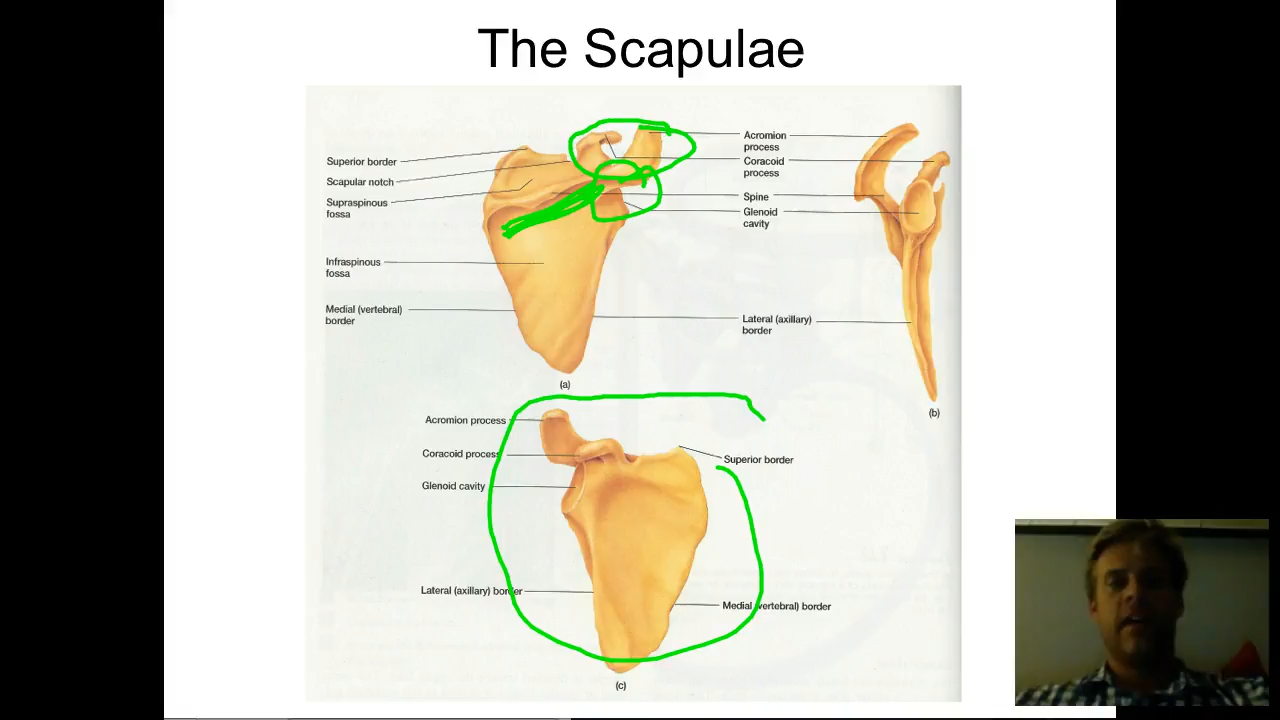 The Scapulae
Superior border
Scapular notch
Supraspinous
fossa
Infraspinous
fossa
Medial (vertebral)
border
Acromion
process
Coracoid
process
Spine
Glenoid
cavity
Lateral (axillary)
border
(a)
(b)
Acromion process
Coracoid process
Glenoid cavity
Lateral (axillary) border
Superior border
Medial (vertebral) border
(c)